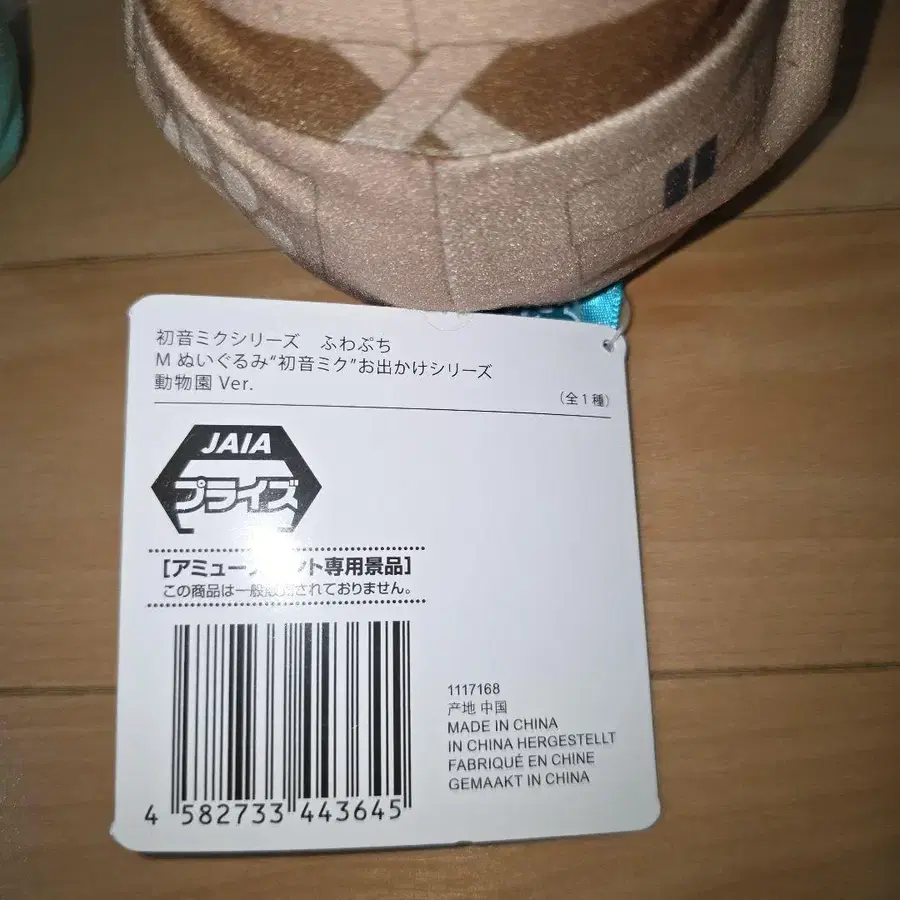 初音ミクシリーズ ふわぷち
M ぬいぐるみ“初音ミク”お出かけシリーズ
動物園 Ver.
(全1種)
JAIA
プライズ
[アミューズメント専用景品]
この商品は一般販売されておりません。
4 582733 443645
1117168
产地 中国
MADE IN CHINA
IN CHINA HERGESTELLT
FABRIQUÉ EN CHINE
GEMAAKT IN CHINA